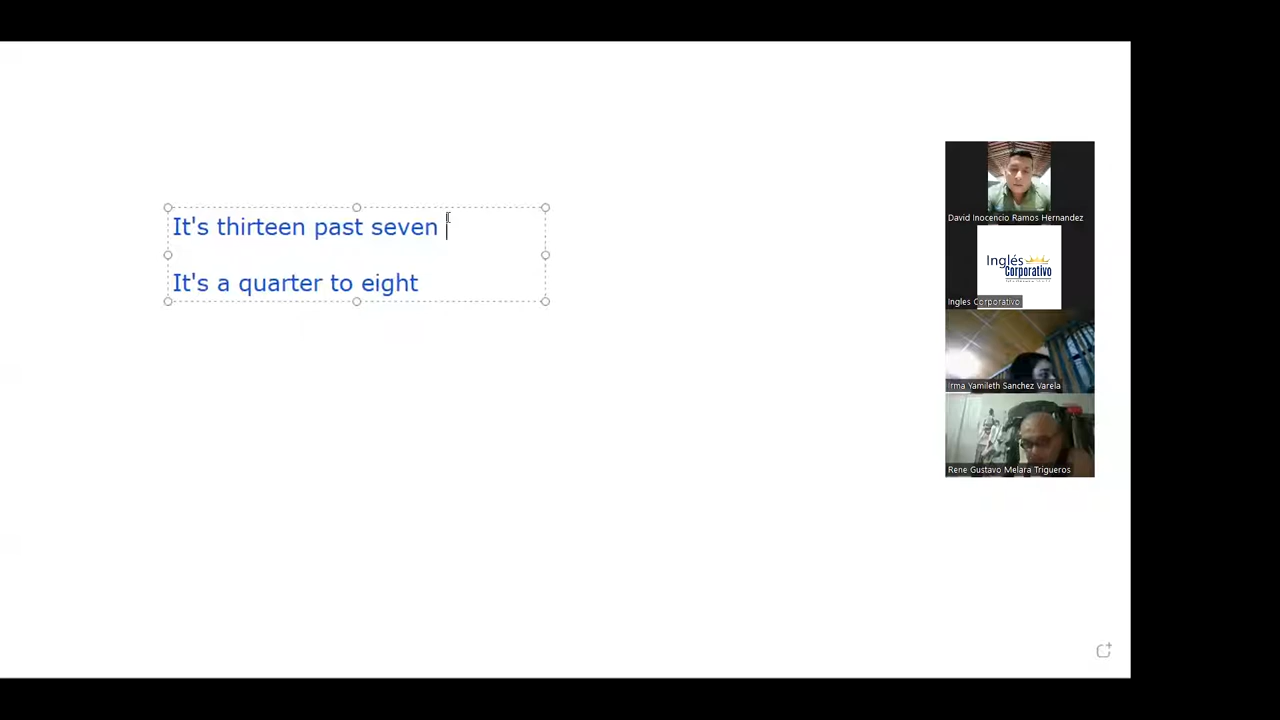 It's thirteen past seven
It's a quarter to eight
David Inocencio Ramos Hernandez
Inglés
Corporativo
Ingles Corporativo
Irma Yamileth Sanchez Varela
Rene Gustavo Melara Trigueros